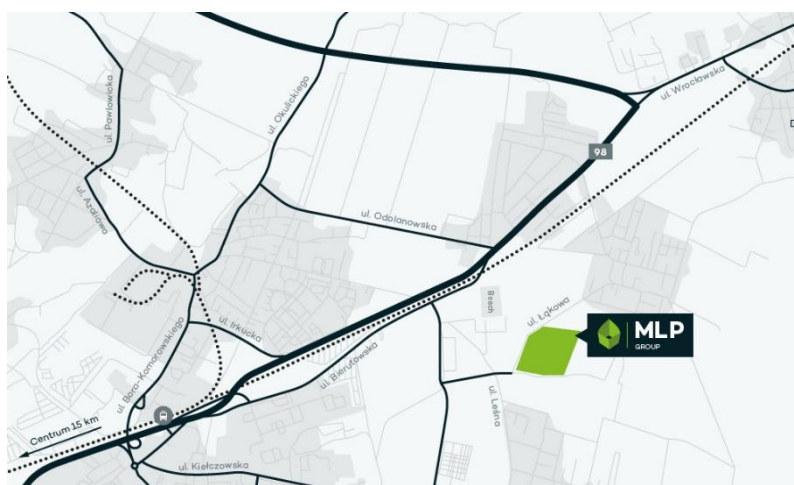 ul. Wrocławska
ul. Pawłowicka
ul. Okulickiego
D
98
ul. Azaliowa
ul. Odolanowska
Bosch
ul. Łąkowa
MLP
GROUP
ul. Irkucka
ul. Bora-Komorowskiego
ul. Bierutowska
ul. Leśna
Centrum 15 km
ul. Kiełczowska